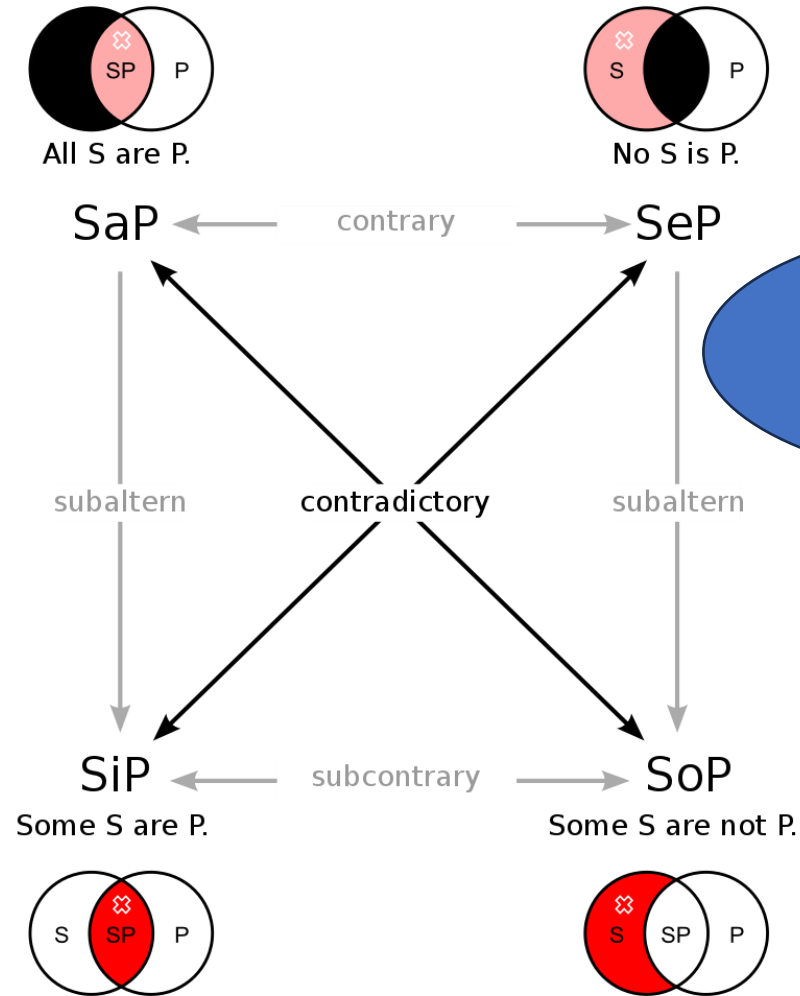 SP P
S P
All S are P.
No S is P.
SaP contrary SeP
subaltern contradictory subaltern
SiP subcontrary SoP
Some S are P.
Some S are not P.
S SP P
S SP P